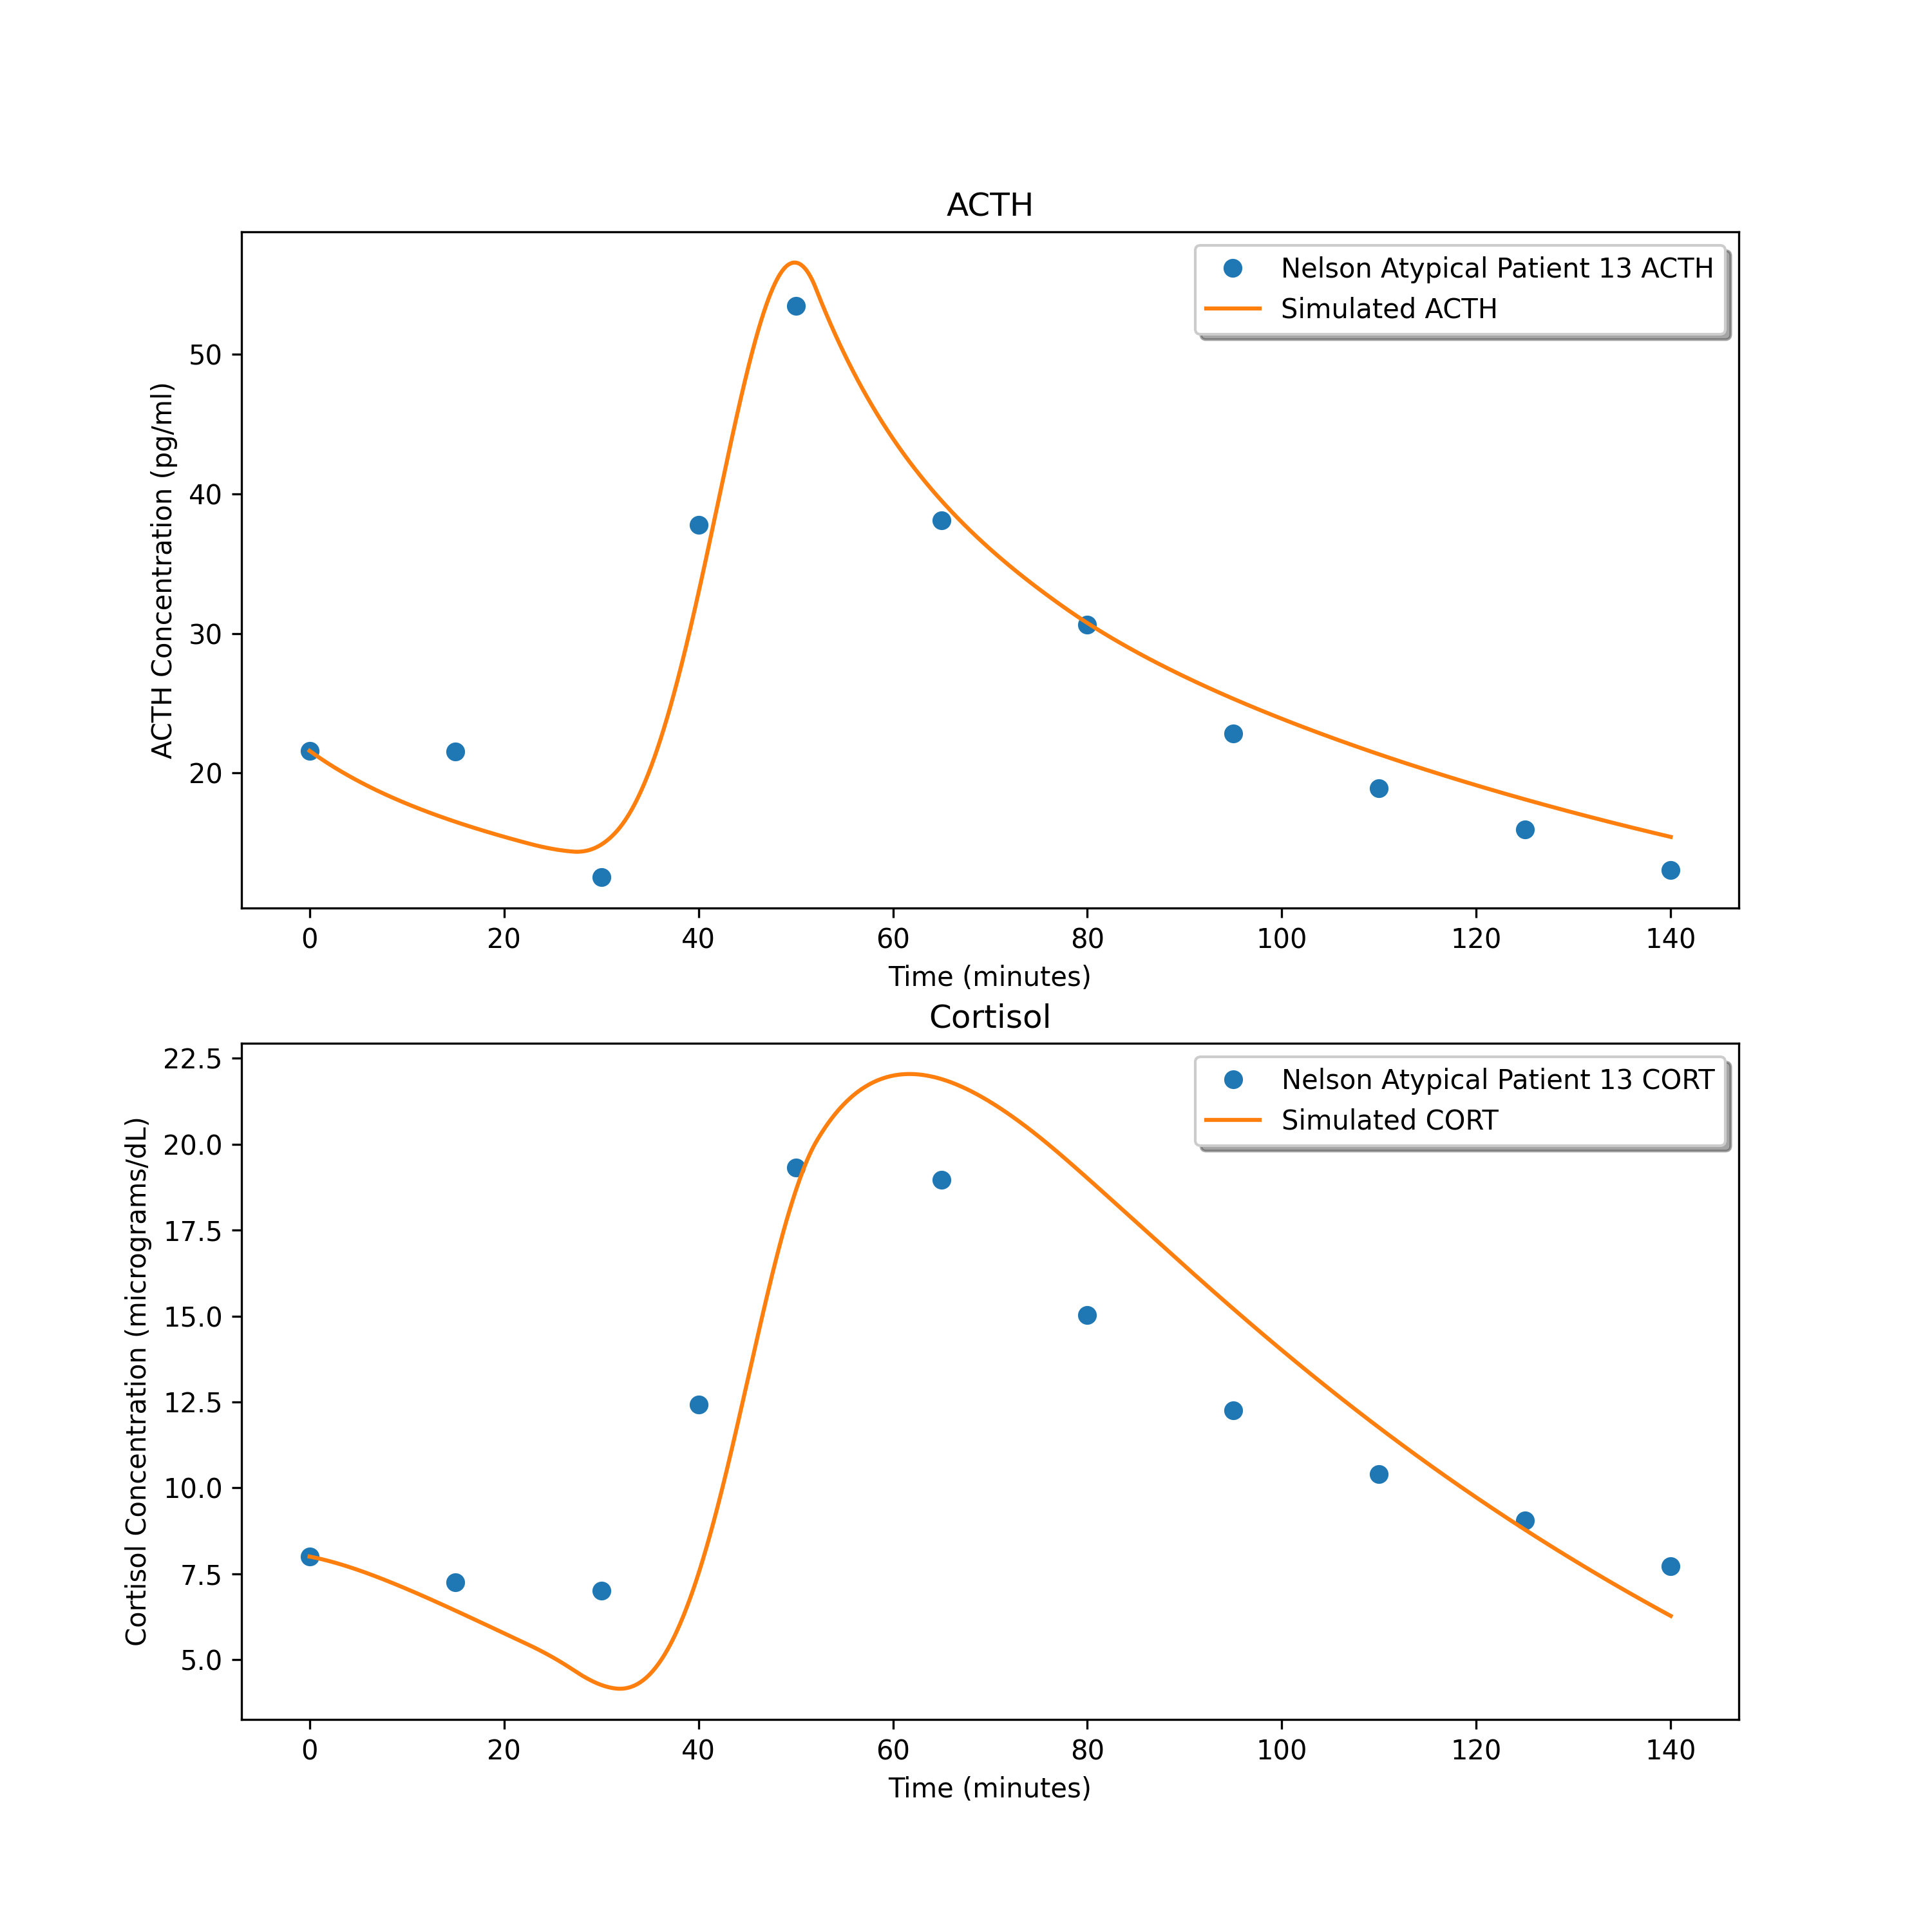 ACTH
Nelson Atypical Patient 13 ACTH
Simulated ACTH
ACTH Concentration (pg/ml)
50
40
30
20
0 20 40 60 80 100 120 140
Time (minutes)
Cortisol
Nelson Atypical Patient 13 CORT
Simulated CORT
Cortisol Concentration (micrograms/dL)
22.5
20.0
17.5
15.0
12.5
10.0
7.5
5.0
0 20 40 60 80 100 120 140
Time (minutes)